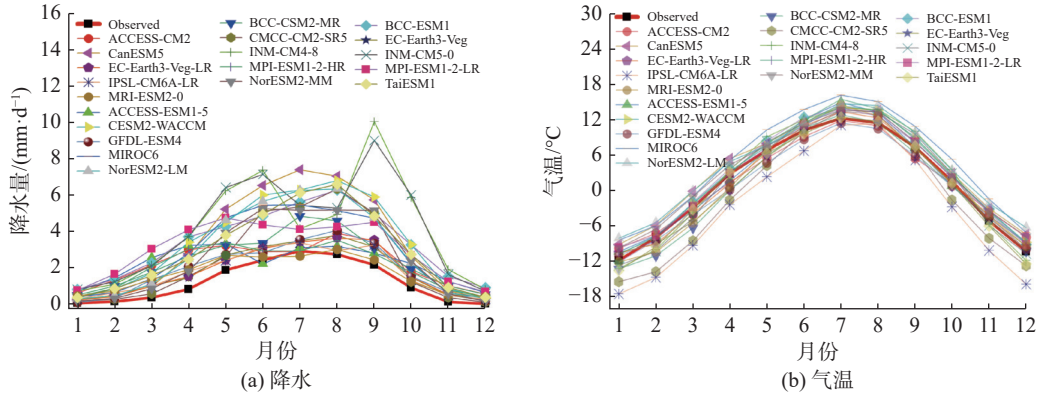 16
14
12
10
8
6
4
2
0
降水量/(mm·d⁻¹)
Observed
ACCESS-CM2
CanESM5
EC-Earth3-Veg-LR
IPSL-CM6A-LR
MRI-ESM2-0
ACCESS-ESM1-5
CESM2-WACCM
GFDL-ESM4
MIROC6
NorESM2-LM
BCC-CSM2-MR
CMCC-CM2-SR5
INM-CM4-8
MPI-ESM1-2-HR
NorESM2-MM
BCC-ESM1
EC-Earth3-Veg
INM-CM5-0
MPI-ESM1-2-LR
TaiESM1
1 2 3 4 5 6 7 8 9 10 11 12
月份
(a) 降水
30
24
18
12
6
0
−6
−12
−18
气温/°C
Observed
ACCESS-CM2
CanESM5
EC-Earth3-Veg-LR
IPSL-CM6A-LR
MRI-ESM2-0
ACCESS-ESM1-5
CESM2-WACCM
GFDL-ESM4
MIROC6
NorESM2-LM
BCC-CSM2-MR
CMCC-CM2-SR5
INM-CM4-8
MPI-ESM1-2-HR
NorESM2-MM
BCC-ESM1
EC-Earth3-Veg
INM-CM5-0
MPI-ESM1-2-LR
TaiESM1
1 2 3 4 5 6 7 8 9 10 11 12
月份
(b) 气温